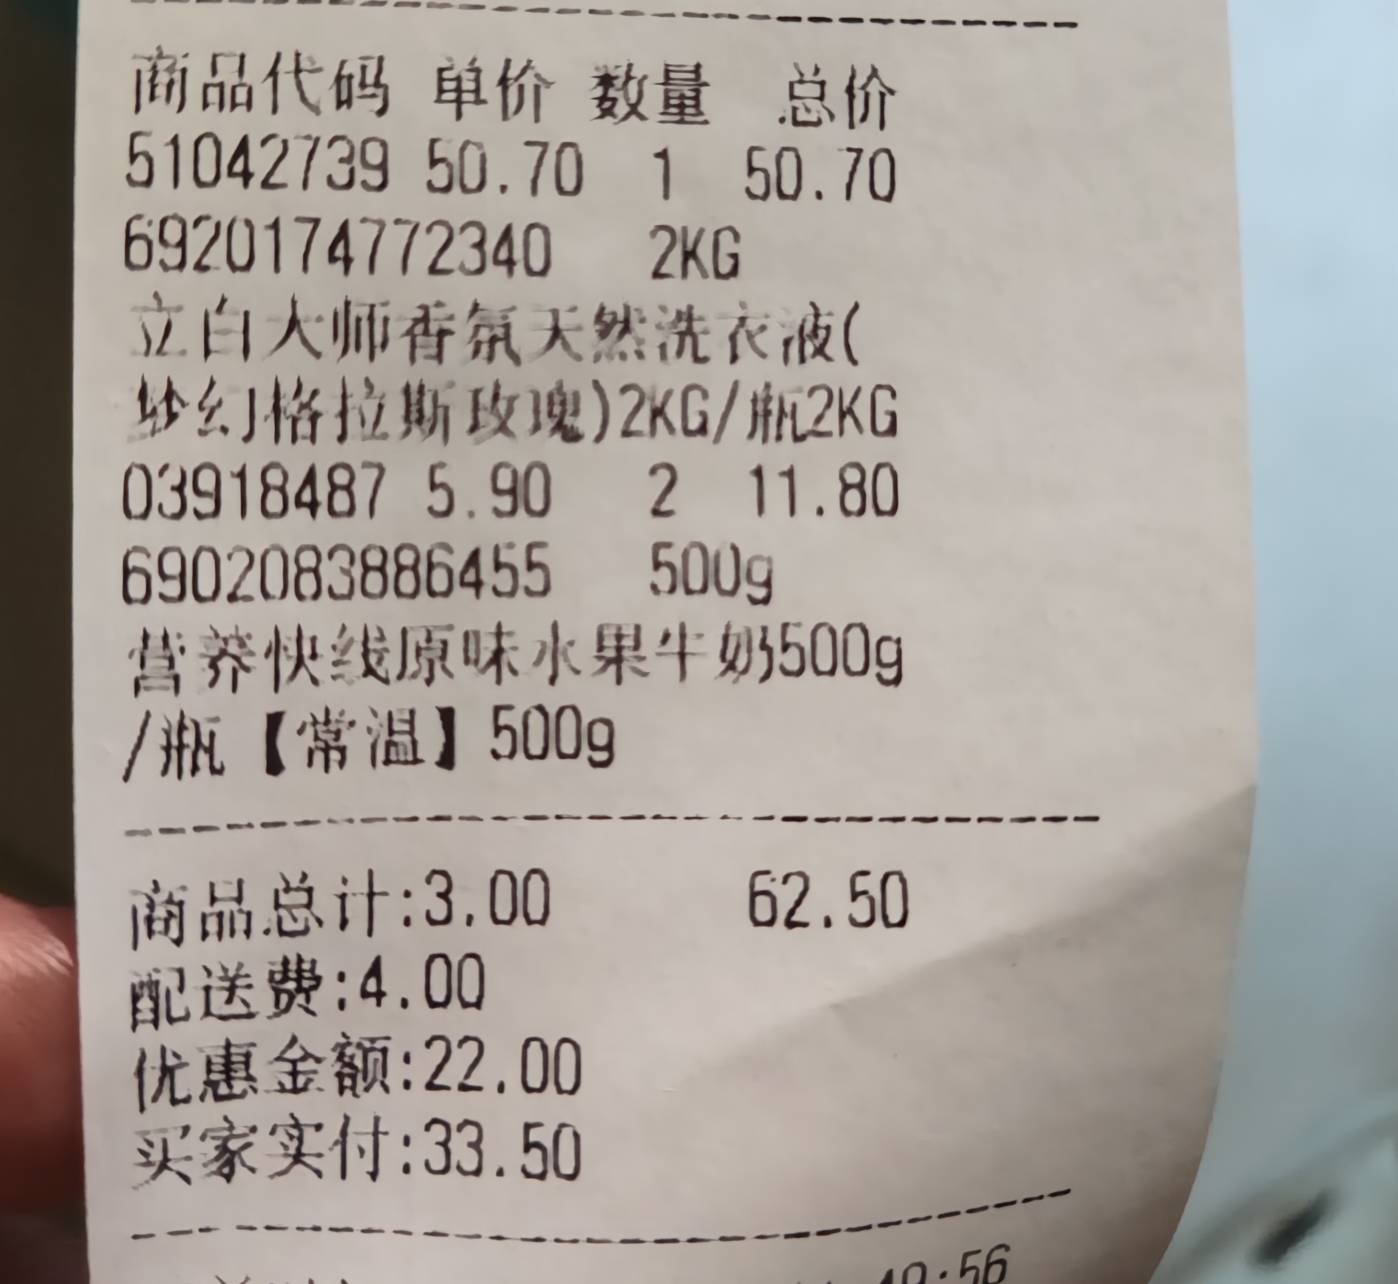 商品代码 单价 数量 总价
51042739 50.70 1 50.70
6920174772340 2KG
立白大师香氛天然洗衣液(
梦幻格拉斯玫瑰)2KG/瓶2KG
03918487 5.90 2 11.80
6902083886455 500g
营养快线原味水果牛奶500g
/瓶【常温】500g
商品总计:3.00 62.50
配送费:4.00
优惠金额:22.00
买家实付:33.50
:56